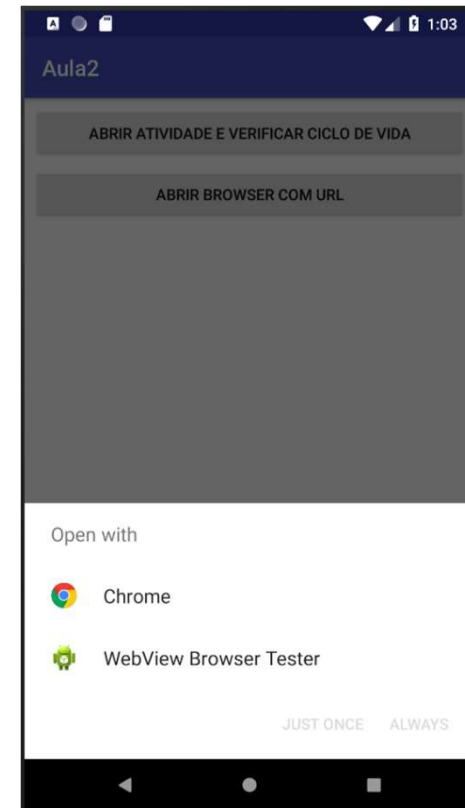 1:03
Aula2
ABRIR ATIVIDADE E VERIFICAR CICLO DE VIDA
ABRIR BROWSER COM URL
Open with
Chrome
WebView Browser Tester
JUST ONCE ALWAYS